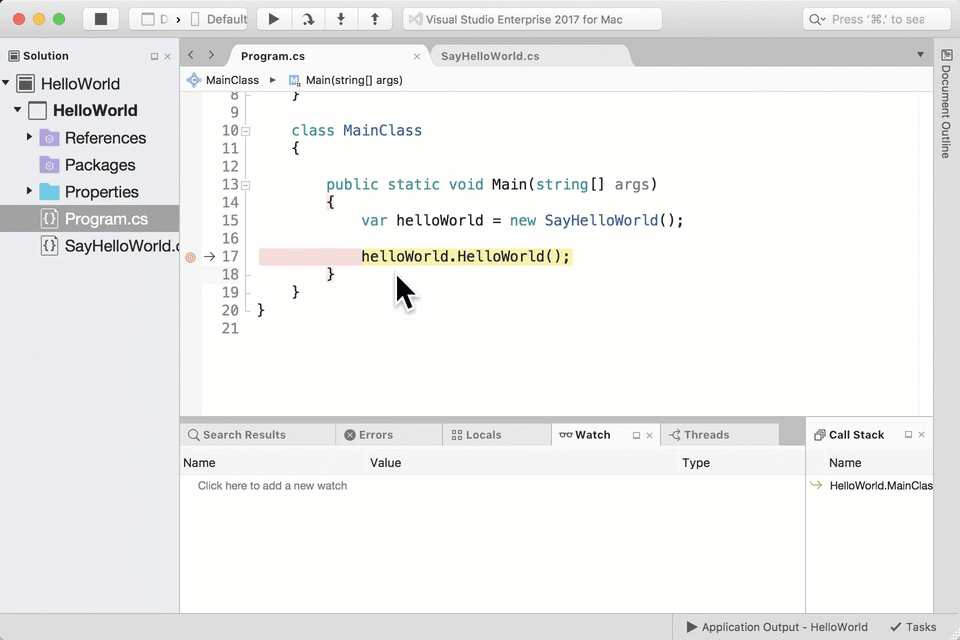 D › Default
Visual Studio Enterprise 2017 for Mac
Press ‘⌘.’ to sea
Solution
HelloWorld
HelloWorld
References
Packages
Properties
Program.cs
SayHelloWorld.c
Program.cs
SayHelloWorld.cs
MainClass ▸ Main(string[] args)
8 }
9
10 class MainClass
11 {
12
13 public static void Main(string[] args)
14 {
15 var helloWorld = new SayHelloWorld();
16
17 helloWorld.HelloWorld();
18 }
19 }
20 }
21
Document Outline
Search Results
Errors
Locals
Watch
Threads
Name Value Type
Click here to add a new watch
Call Stack
Name
HelloWorld.MainClas
Application Output - HelloWorld
Tasks